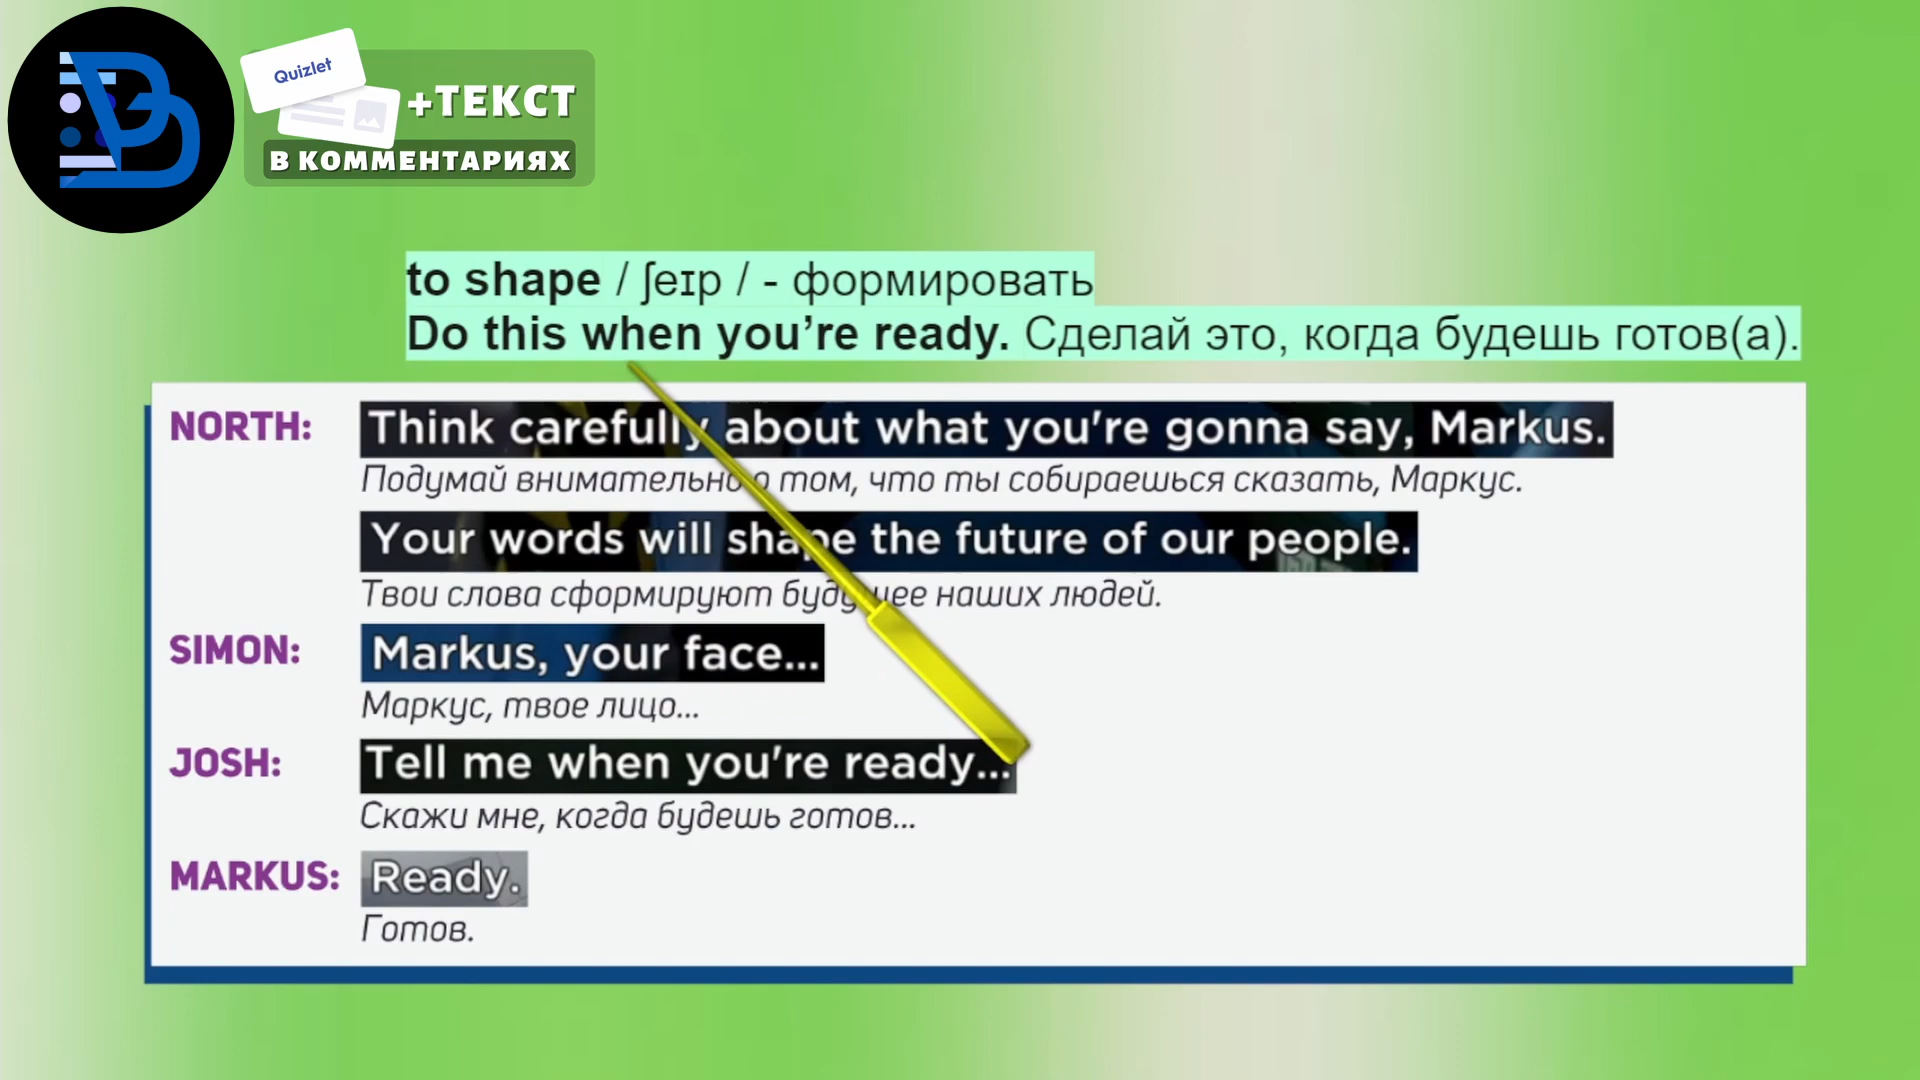 Quizlet
+ТЕКСТ
В КОММЕНТАРИЯХ
to shape / ʃeɪp / - формировать
Do this when you’re ready. Сделай это, когда будешь готов(а).
NORTH: Think carefully about what you're gonna say, Markus.
Подумай внимательно о том, что ты собираешься сказать, Маркус.
Your words will shape the future of our people.
Твои слова сформируют будущее наших людей.
SIMON: Markus, your face...
Маркус, твое лицо...
JOSH: Tell me when you're ready...
Скажи мне, когда будешь готов...
MARKUS: Ready.
Готов.